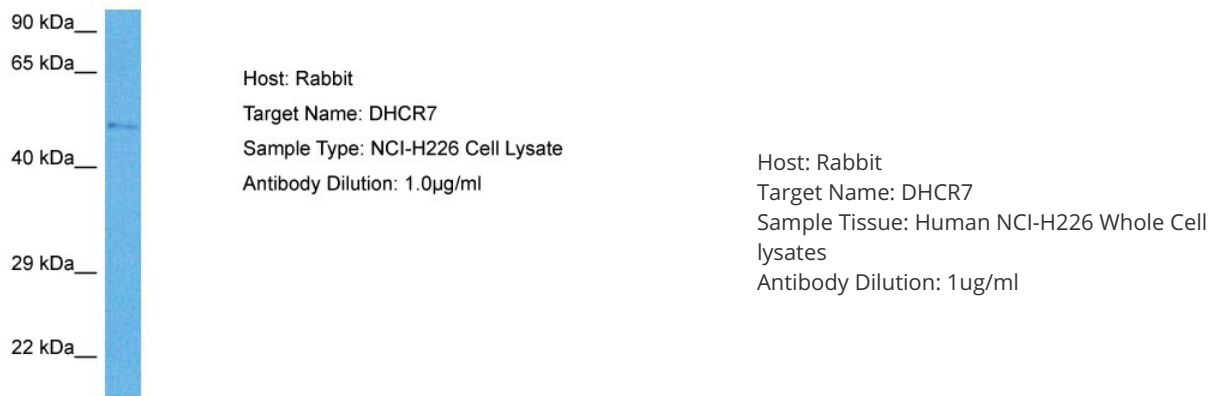 90 kDa__
65 kDa__
40 kDa__
29 kDa__
22 kDa__
Host: Rabbit
Target Name: DHCR7
Sample Type: NCI-H226 Cell Lysate
Antibody Dilution: 1.0µg/ml
Host: Rabbit
Target Name: DHCR7
Sample Tissue: Human NCI-H226 Whole Cell
lysates
Antibody Dilution: 1ug/ml